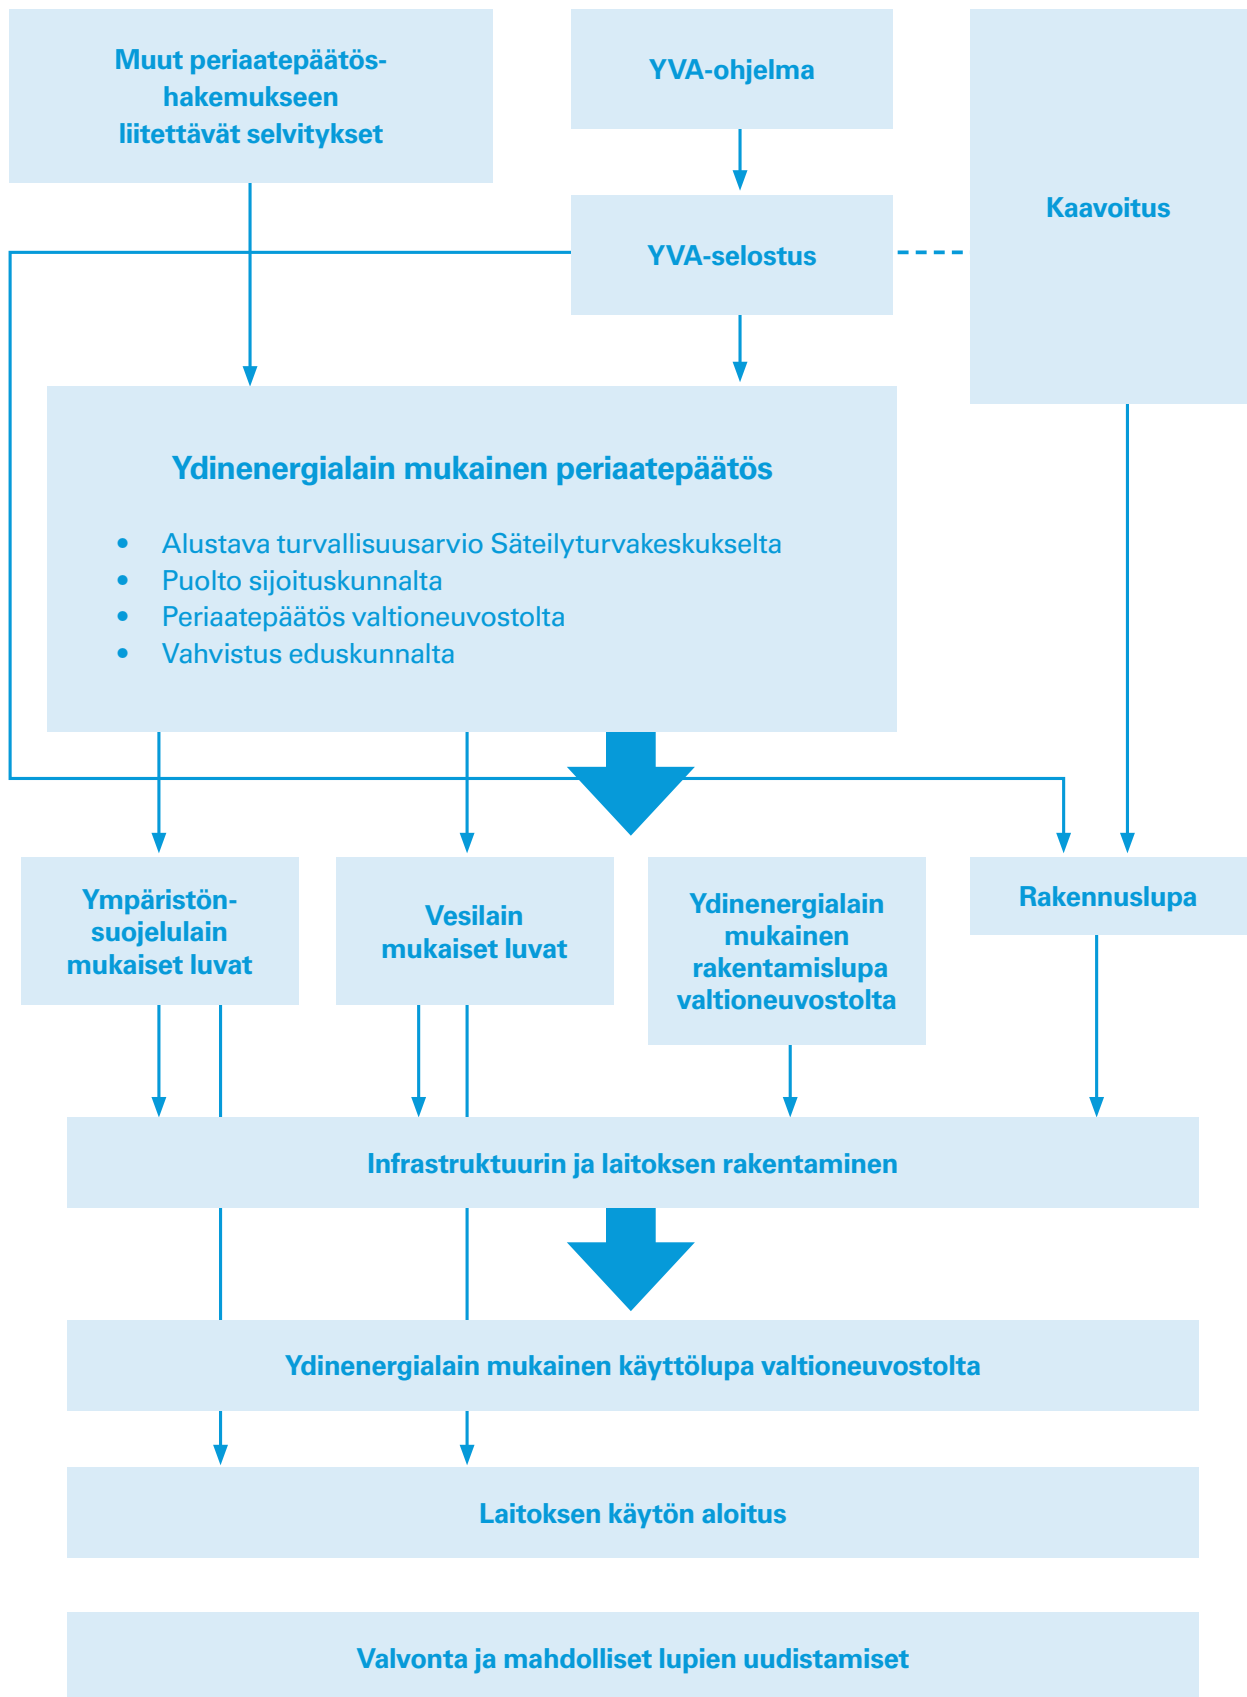 Muut periaatepäätös-
hakemukseen
liitettävät selvitykset
YVA-ohjelma
Kaavoitus
YVA-selostus
Ydinenergialain mukainen periaatepäätös
• Alustava turvallisuusarvio Säteilyturvakeskukselta
• Puolto sijoituskunnalta
• Periaatepäätös valtioneuvostolta
• Vahvistus eduskunnalta
Ympäristön-
suojelulain
mukaiset luvat
Vesilain
mukaiset luvat
Ydinenergialain
mukainen
rakentamislupa
valtioneuvostolta
Rakennuslupa
Infrastruktuurin ja laitoksen rakentaminen
Ydinenergialain mukainen käyttölupa valtioneuvostolta
Laitoksen käytön aloitus
Valvonta ja mahdolliset lupien uudistamiset